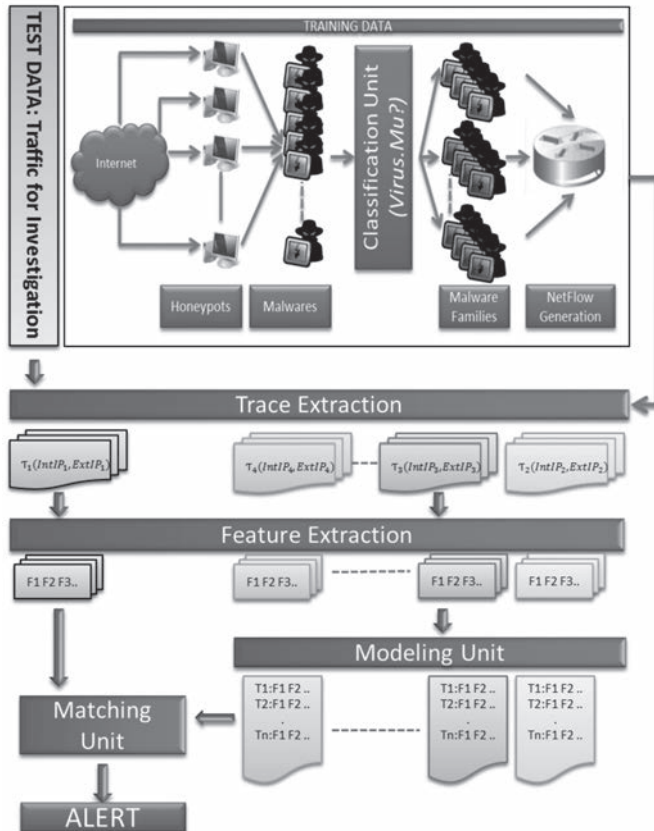 TEST DATA: Traffic for Investigation
TRAINING DATA
Internet
Classification Unit
(Virus.Mu?)
Honeypots
Malwares
Malware
Families
NetFlow
Generation
Trace Extraction
τ₁(IntIP₁,ExtIP₁)
τ₄(IntIP₄,ExtIP₄)
τ₃(IntIP₃,ExtIP₃)
τ₂(IntIP₂,ExtIP₂)
Feature Extraction
F1 F2 F3..
F1 F2 F3..
F1 F2 F3..
F1 F2 F3..
Modeling Unit
T1:F1 F2 ..
T2:F1 F2 ..
.
Tn:F1 F2 ..
T1:F1 F2 ..
T2:F1 F2 ..
.
Tn:F1 F2 ..
T1:F1 F2 ..
T2:F1 F2 ..
.
Tn:F1 F2 ..
Matching
Unit
ALERT